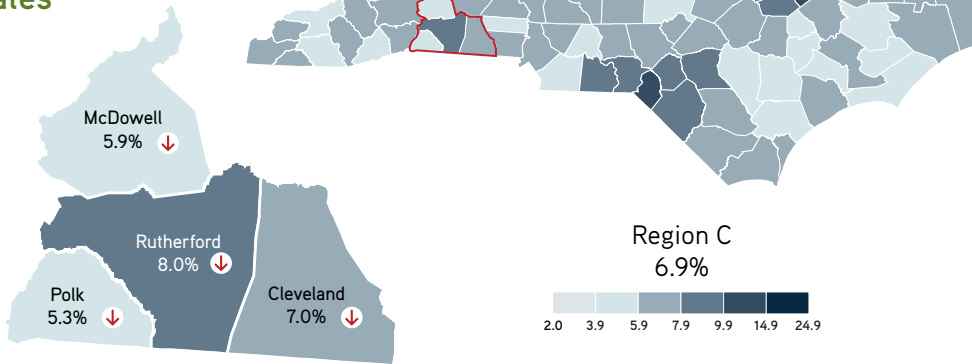 McDowell
5.9%
Rutherford
8.0%
Polk
5.3%
Cleveland
7.0%
Region C
6.9%
2.0 3.9 5.9 7.9 9.9 14.9 24.9